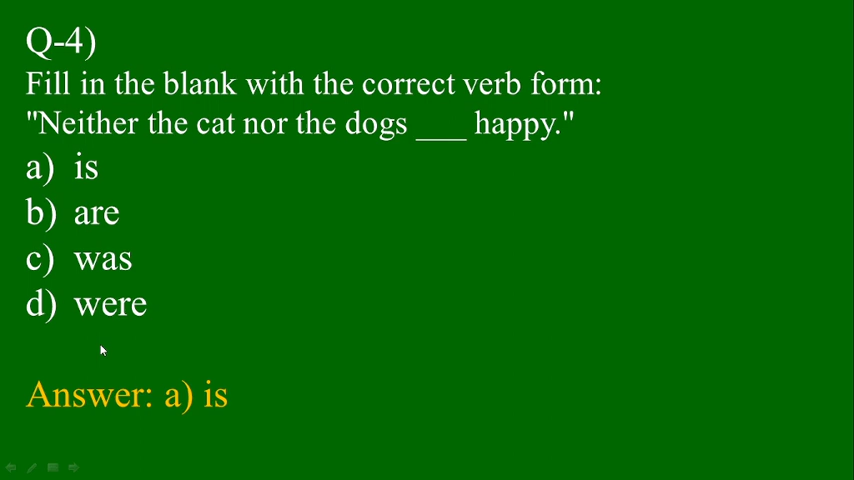 Q-4)
Fill in the blank with the correct verb form:
"Neither the cat nor the dogs ___ happy."
a) is
b) are
c) was
d) were
Answer: a) is